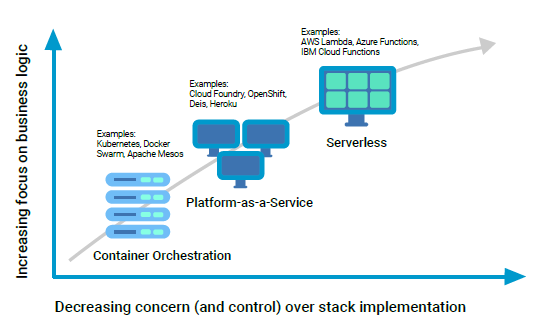 Examples:
AWS Lambda, Azure Functions,
IBM Cloud Functions
Serverless
Examples:
Cloud Foundry, OpenShift,
Deis, Heroku
Platform-as-a-Service
Examples:
Kubernetes, Docker
Swarm, Apache Mesos
Container Orchestration
Increasing focus on business logic
Decreasing concern (and control) over stack implementation